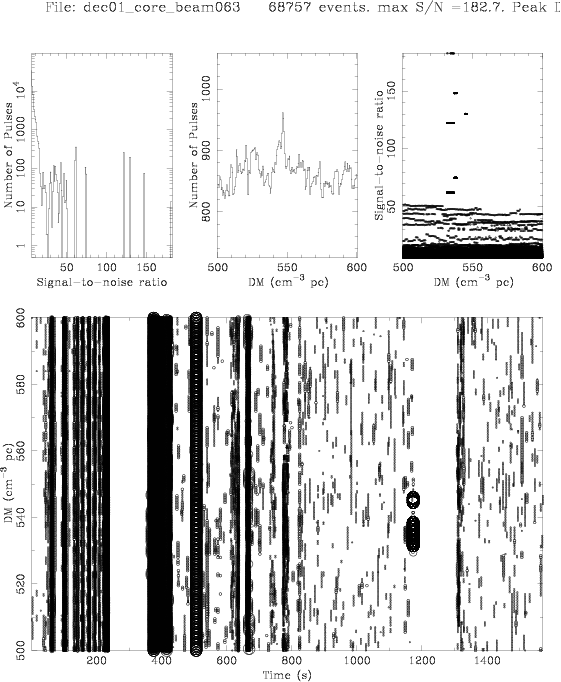 File: dec01_core_beam063 68757 events. max S/N =182.7. Peak D
Number of Pulses
10⁴
1000
100
10
1
50 100 150
Signal-to-noise ratio
Number of Pulses
1000
900
800
500 550 600
DM (cm⁻³ pc)
Signal-to-noise ratio
150
100
50
500 550 600
DM (cm⁻³ pc)
DM (cm⁻³ pc)
600
580
560
540
520
500
200 400 600 800 1000 1200 1400
Time (s)